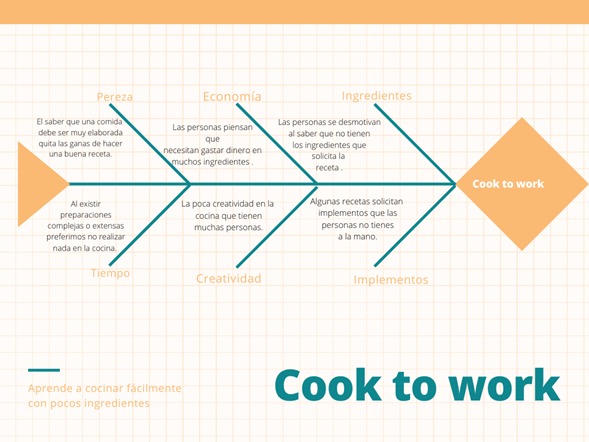 Pereza
Economía
Ingredientes
El saber que una comida
debe ser muy elaborada
quita las ganas de hacer
una buena receta.
Las personas piensan
que
necesitan gastar dinero en
muchos ingredientes .
Las personas se desmotivan
al saber que no tienen
los ingredientes que
solicita la
receta .
Cook to work
Al existir
preparaciones
complejas o extensas
preferimos no realizar
nada en la cocina.
La poca creatividad en la
cocina que tienen
muchas personas.
Algunas recetas solicitan
implementos que las
personas no tienes
a la mano.
Tiempo
Creatividad
Implementos
Aprende a cocinar fácilmente
con pocos ingredientes
Cook to work